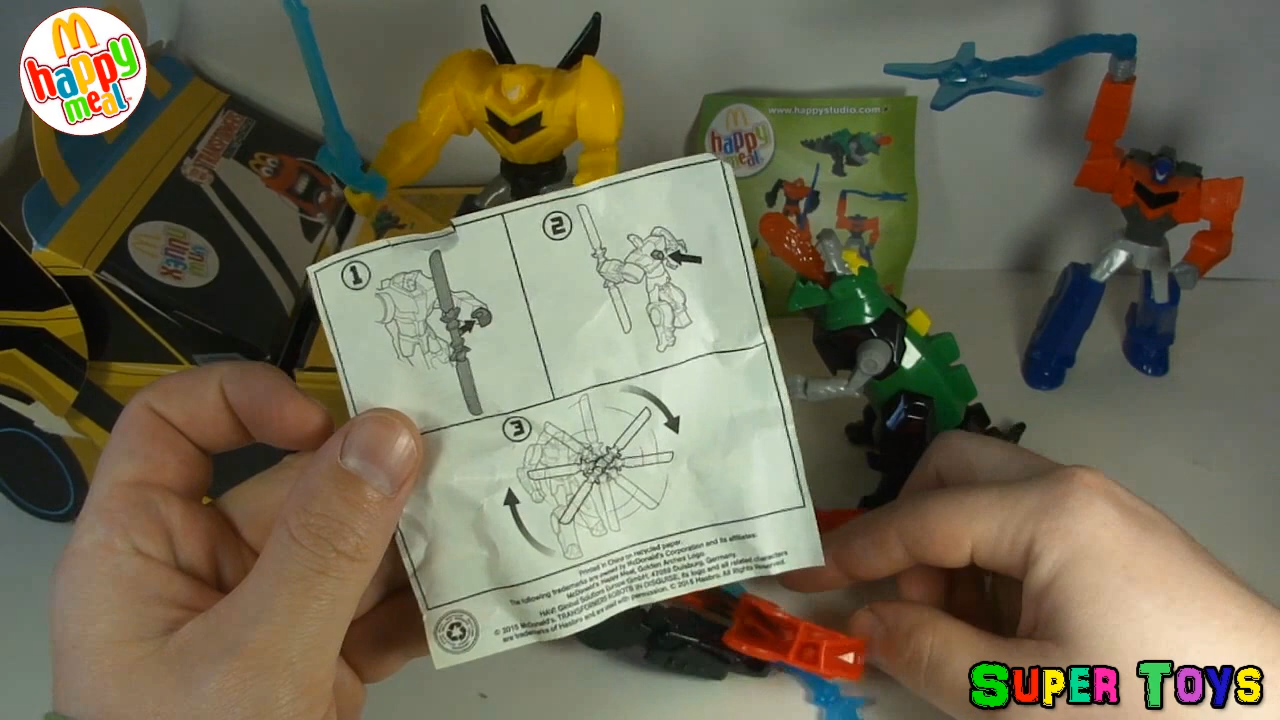 M
happy
meal
TRANSFORMERS
www.happystudio.com
happy
meal
1
2
3
Printed in China on recycled paper.
The following trademarks are owned by McDonald's Corporation and its affiliates:
McDonald's, Happy Meal, Golden Arches Logo.
HAVI Global Solutions Europe GmbH, 47059 Duisburg, Germany.
© 2015 McDonald's. TRANSFORMERS ROBOTS IN DISGUISE, its logo and all related characters
are trademarks of Hasbro and are used with permission. © 2015 Hasbro. All Rights Reserved.
SUPER TOYS